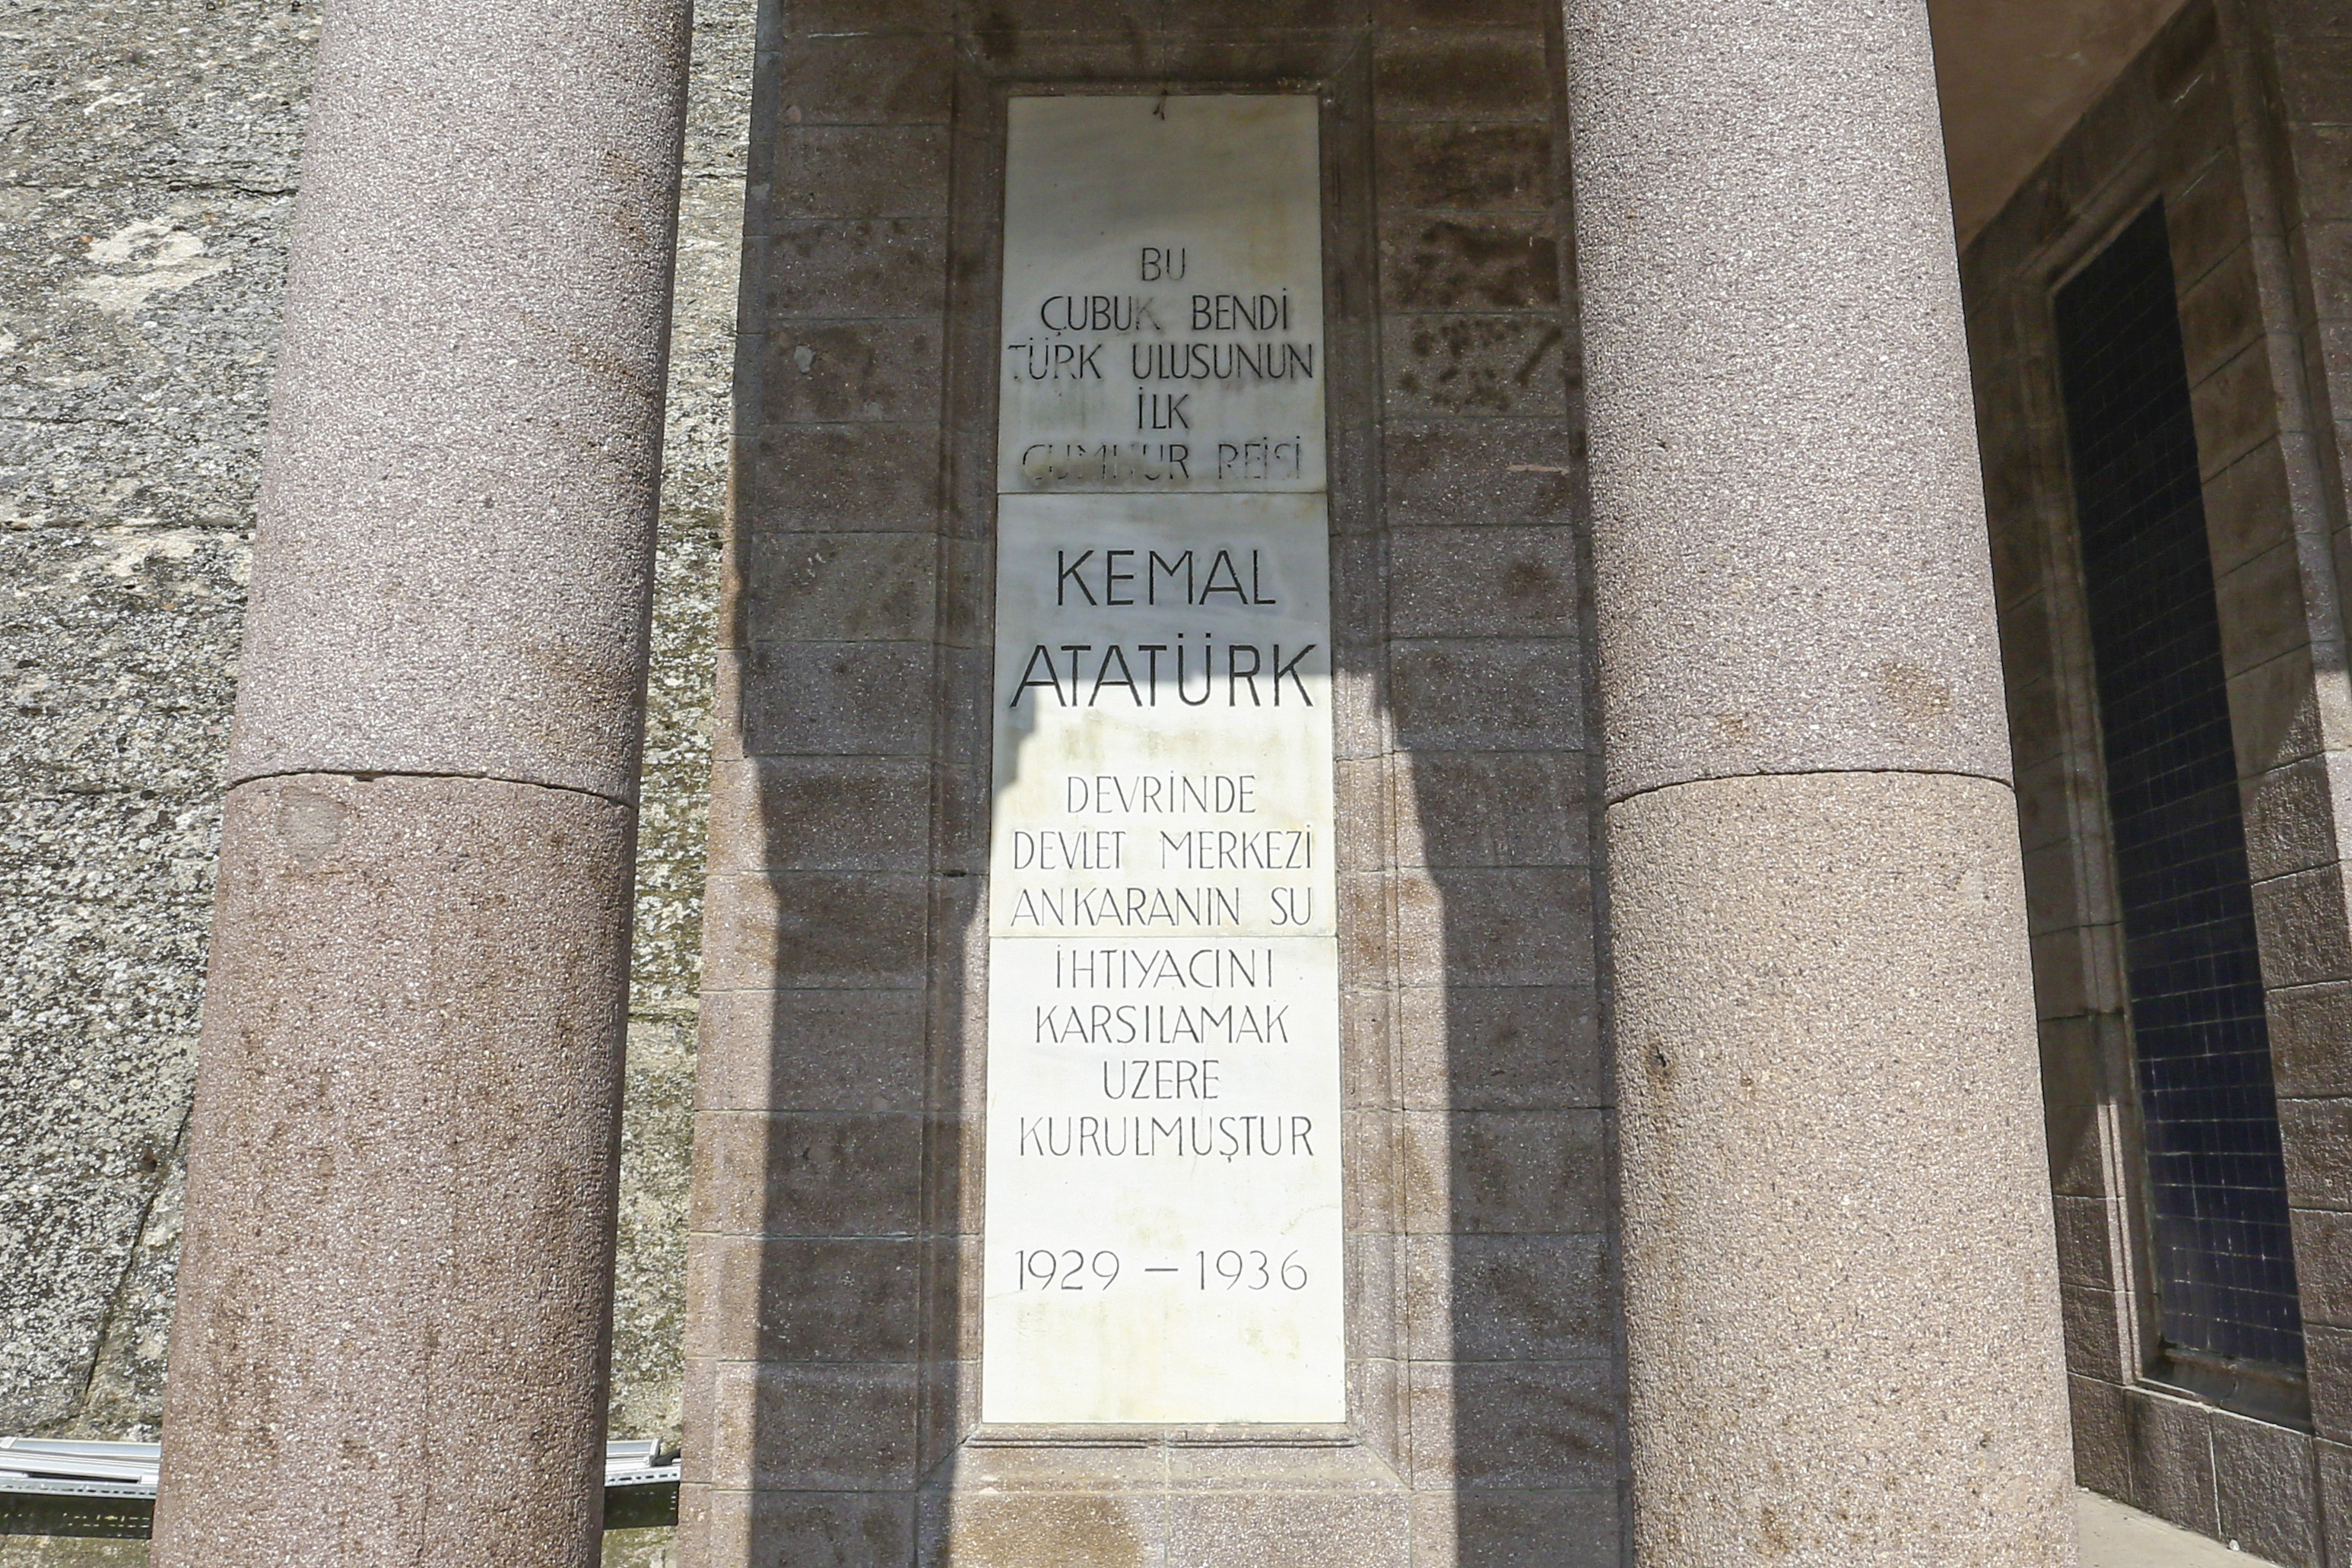 BU
ÇUBUK BENDİ
TÜRK ULUSUNUN
İLK
CUMHUR REİSİ
KEMAL
ATATÜRK
DEVRİNDE
DEVLET MERKEZİ
ANKARANIN SU
İHTIYACINI
KARSILAMAK
UZERE
KURULMUŞTUR
1929 – 1936